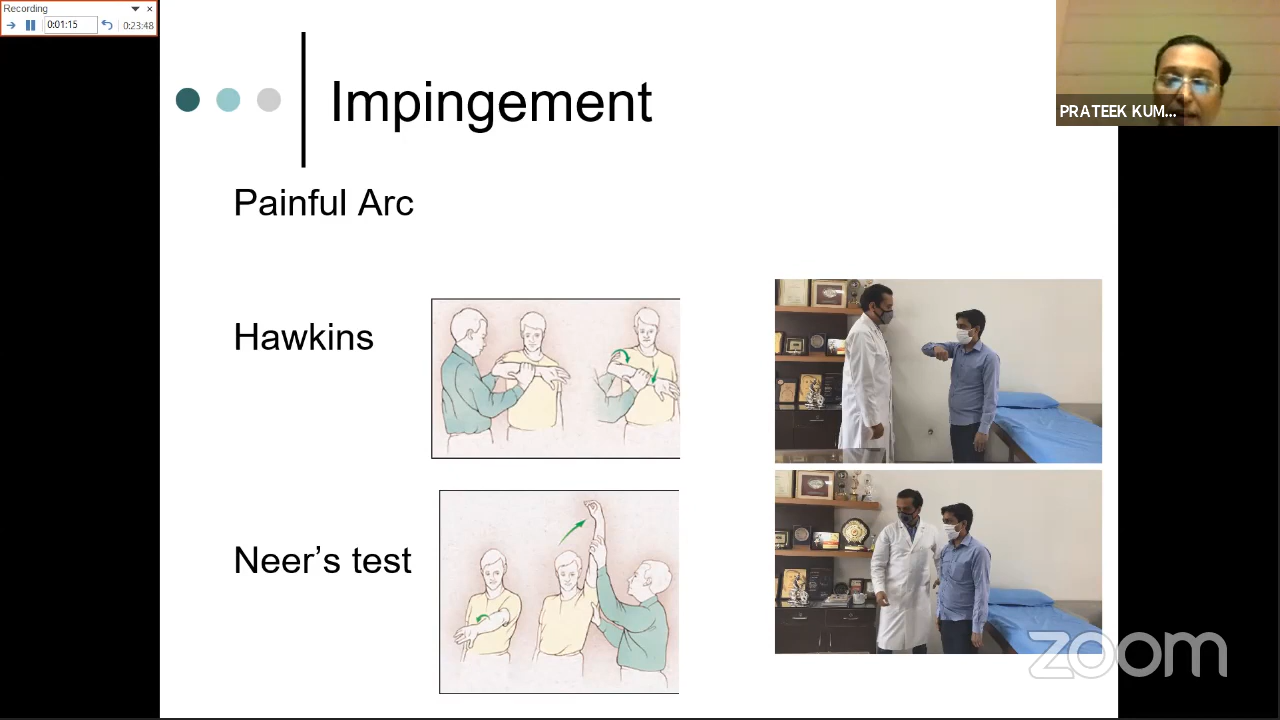 Recording
0:01:15
0:23:48
Impingement
PRATEEK KUM...
Painful Arc
Hawkins
Neer's test
zoom